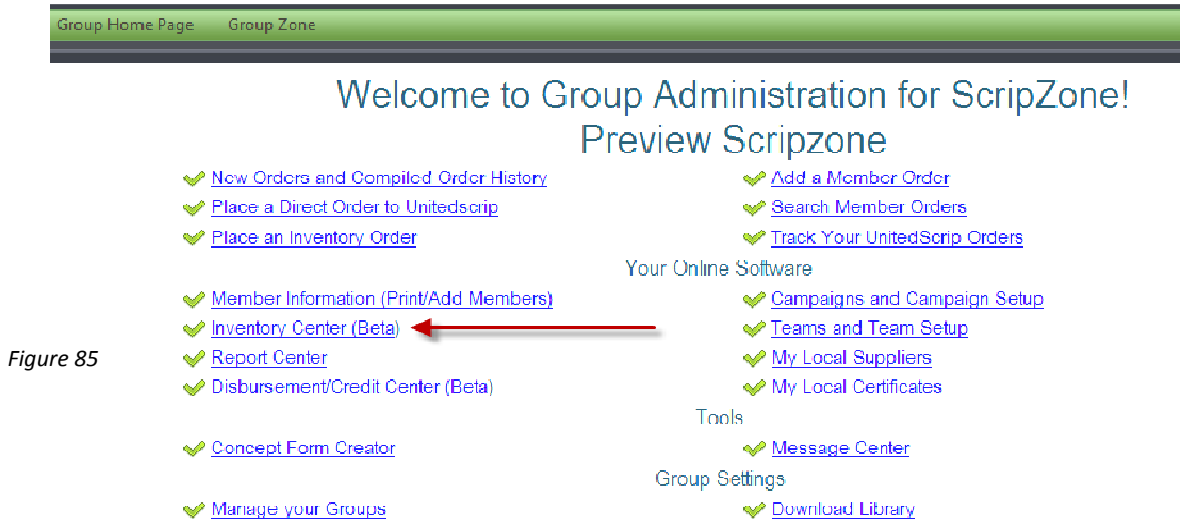 Group Home Page Group Zone
Welcome to Group Administration for ScripZone!
Preview Scripzone
New Orders and Compiled Order History Add a Member Order
Place a Direct Order to Unitedscrip Search Member Orders
Place an Inventory Order Track Your UnitedScrip Orders
Your Online Software
Member Information (Print/Add Members) Campaigns and Campaign Setup
Inventory Center (Beta) Teams and Team Setup
Figure 85 Report Center My Local Suppliers
Disbursement/Credit Center (Beta) My Local Certificates
Tools
Concept Form Creator Message Center
Group Settings
Manage your Groups Download Library